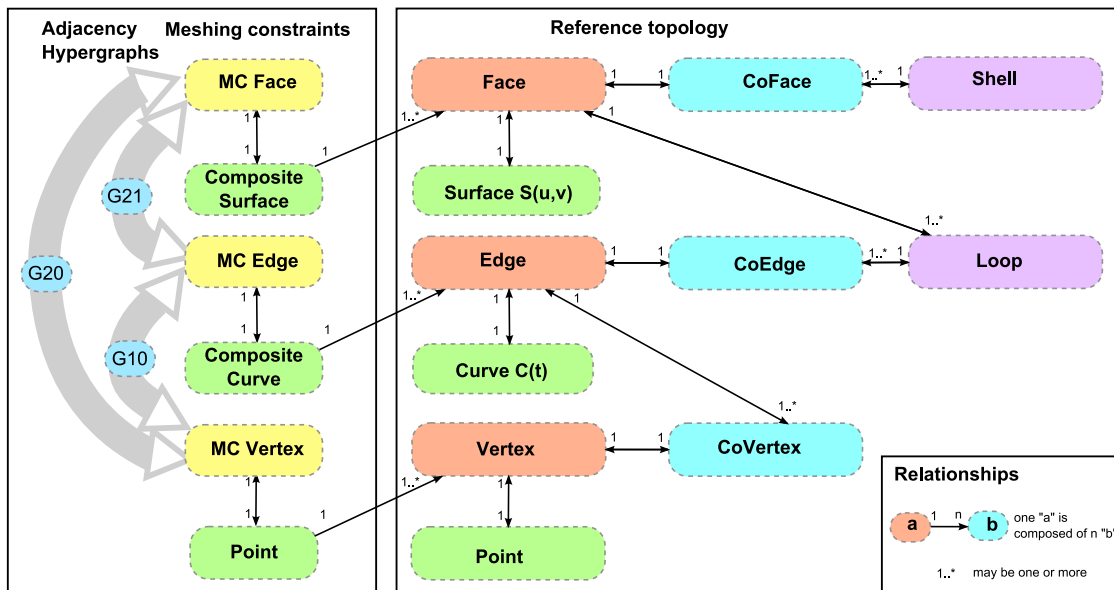 Adjacency
Hypergraphs
Meshing constraints
MC Face
1
1
Composite
Surface
1
1..*
G21
G20
MC Edge
1
1
Composite
Curve
1
1..*
G10
MC Vertex
1
1
Point
1
1..*
Reference topology
Face
1
1
CoFace
1..*
1
Shell
1
1
Surface S(u,v)
1
1..*
Edge
1
1
CoEdge
1..*
1
Loop
1
1
Curve C(t)
1
1..*
Vertex
1
1
CoVertex
1
1
Point
Relationships
a
1
n
b
one "a" is
composed of n "b"
1..*
may be one or more